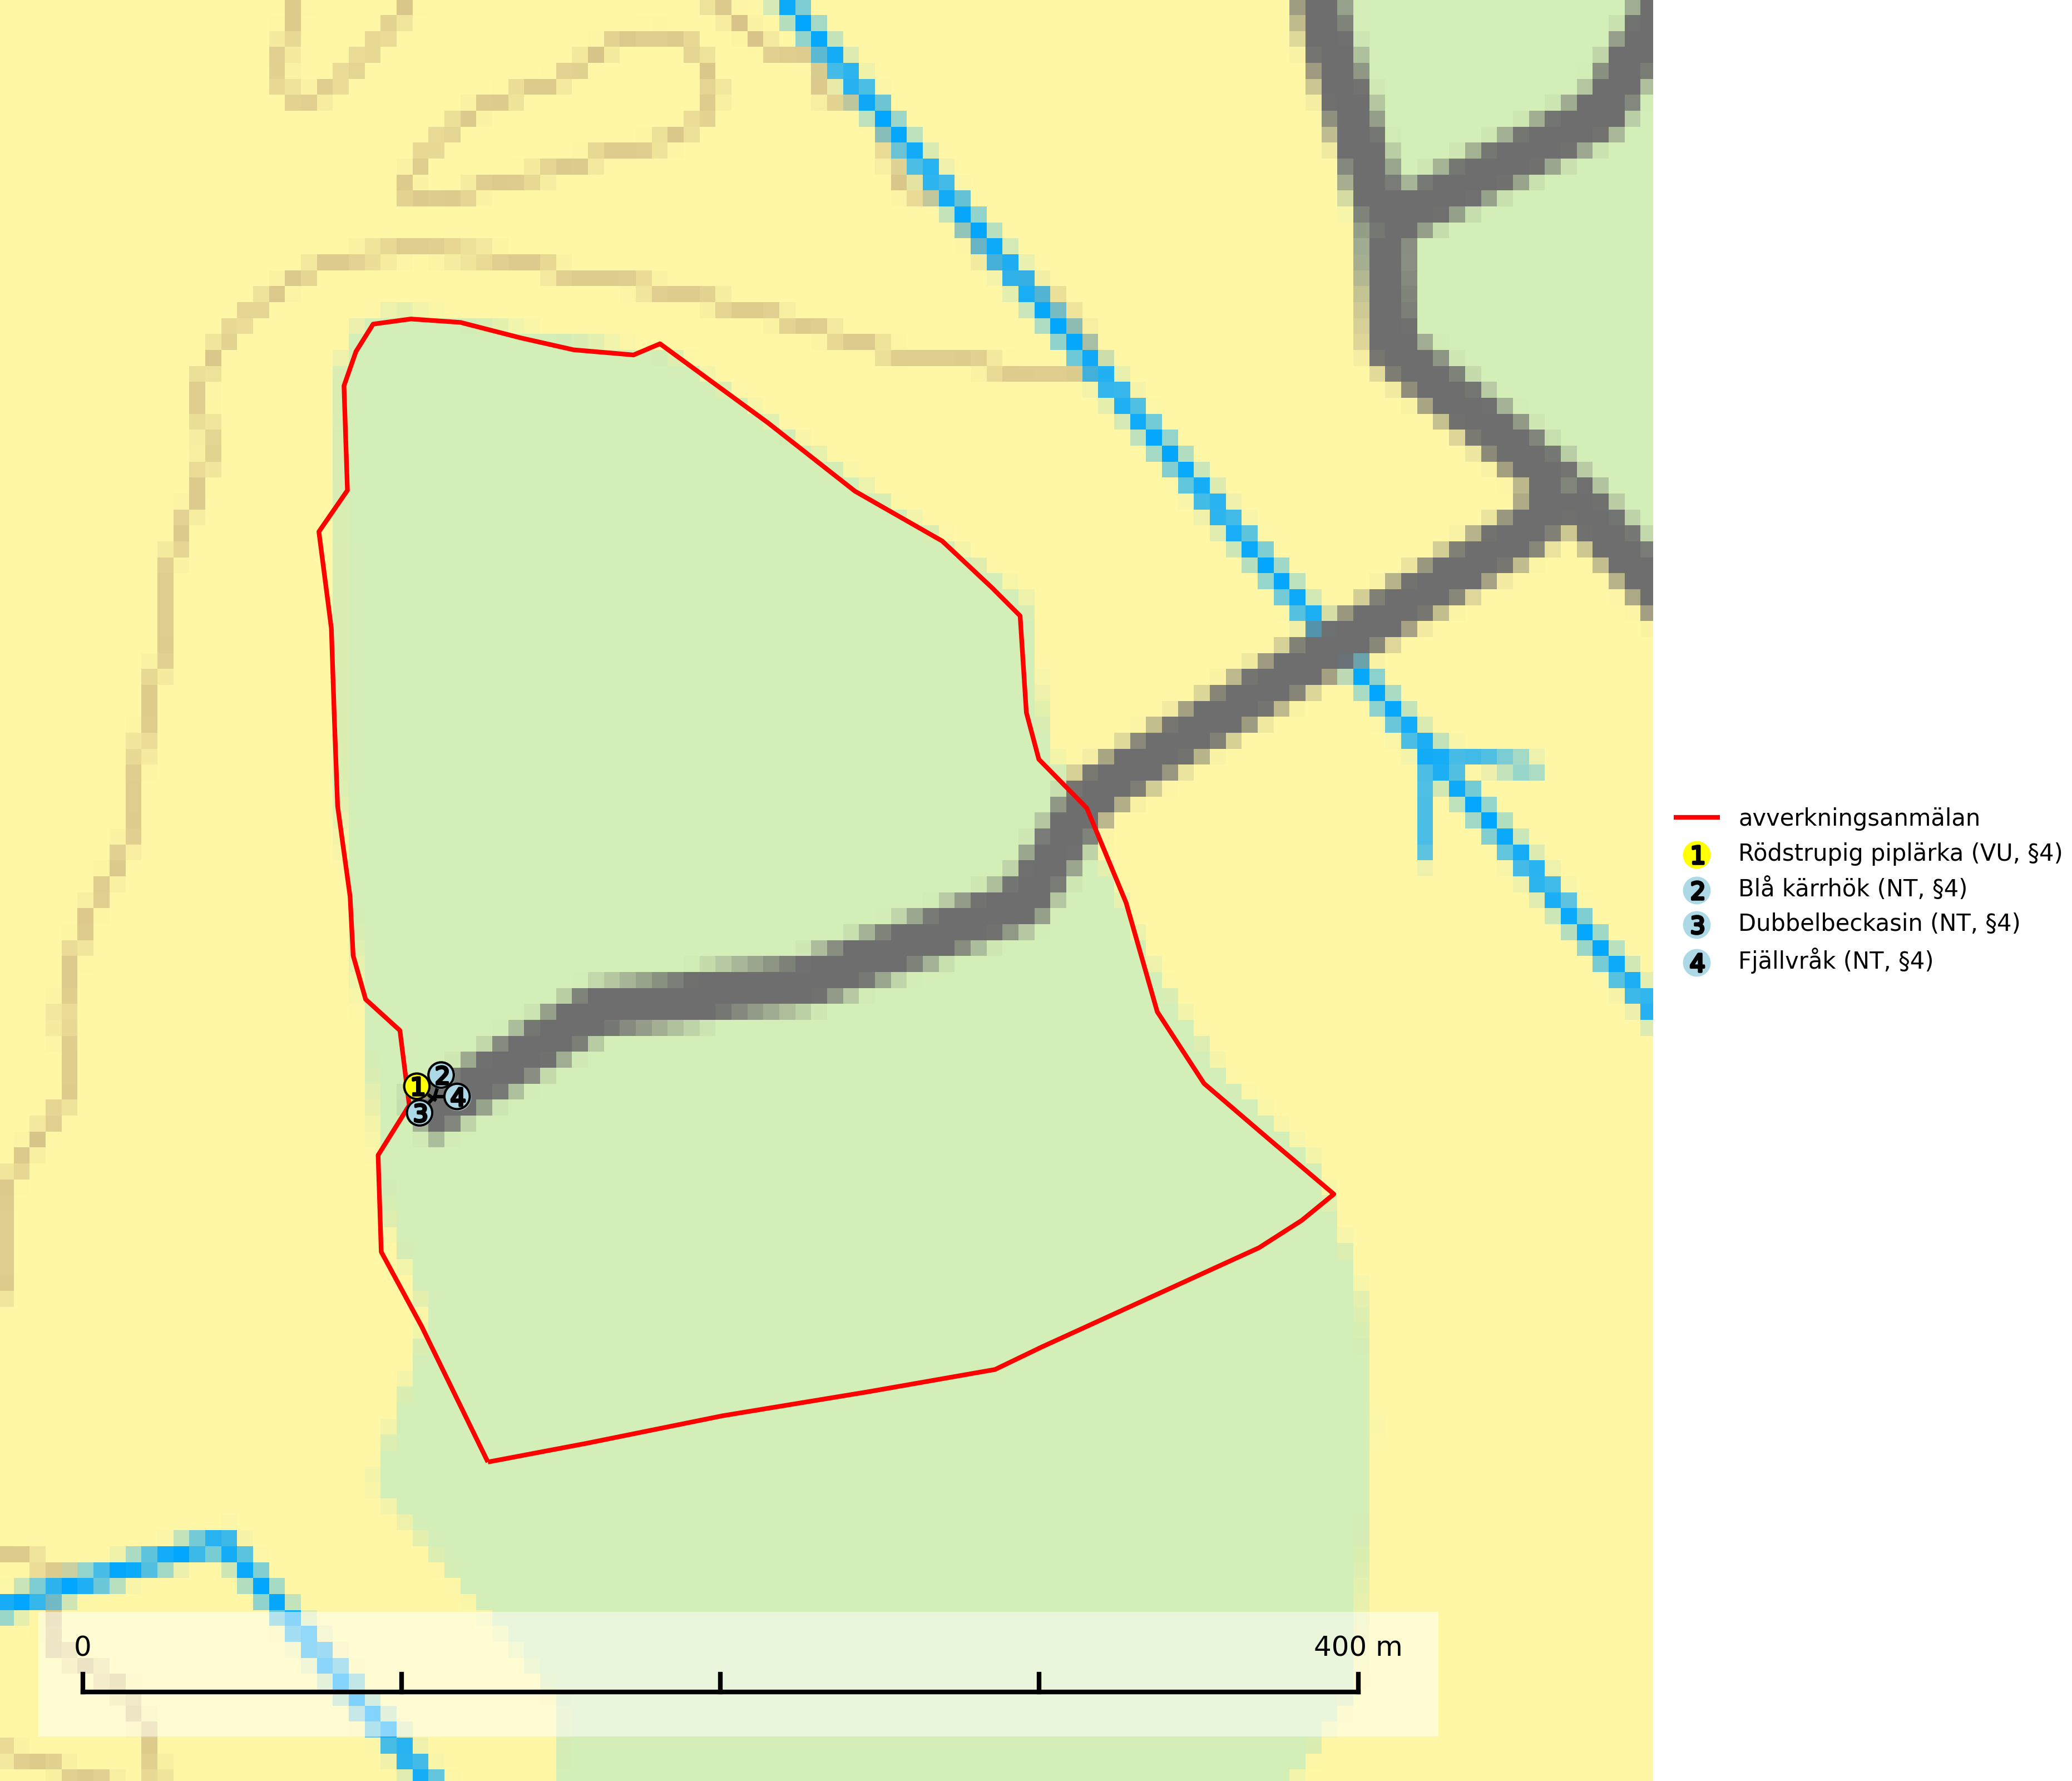 avverkningsanmälan
1 Rödstrupig piplärka (VU, §4)
2 Blå kärrhök (NT, §4)
3 Dubbelbeckasin (NT, §4)
4 Fjällvråk (NT, §4)
1
2
4
3
0 400 m